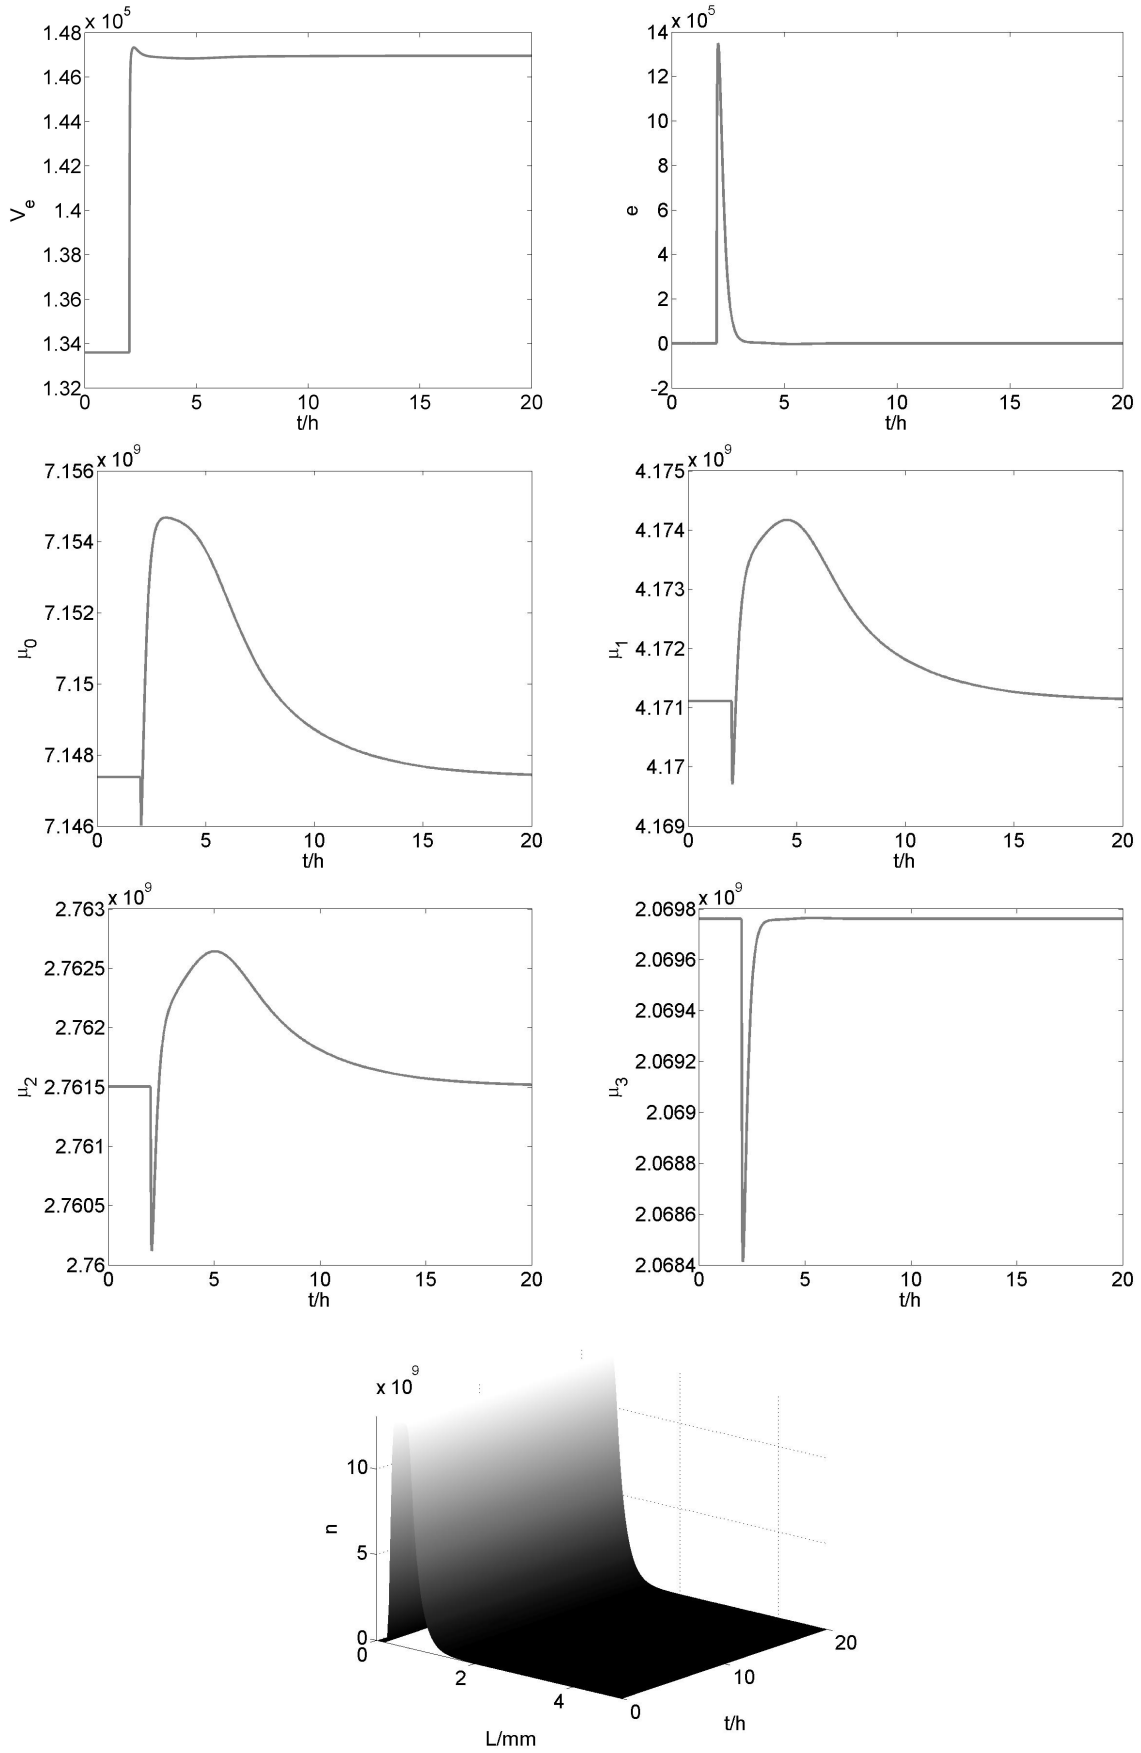 x 10^5
1.48
1.46
1.44
1.42
1.4
1.38
1.36
1.34
1.32
V_e
0 5 10 15 20
t/h
x 10^5
14
12
10
8
6
4
2
0
-2
e
0 5 10 15 20
t/h
x 10^9
7.156
7.154
7.152
7.15
7.148
7.146
μ_0
0 5 10 15 20
t/h
x 10^9
4.175
4.174
4.173
4.172
4.171
4.17
4.169
μ_1
0 5 10 15 20
t/h
x 10^9
2.763
2.7625
2.762
2.7615
2.761
2.7605
2.76
μ_2
0 5 10 15 20
t/h
x 10^9
2.0698
2.0696
2.0694
2.0692
2.069
2.0688
2.0686
2.0684
μ_3
0 5 10 15 20
t/h
x 10^9
10
5
0
n
0
2
4
L/mm
0
10
20
t/h